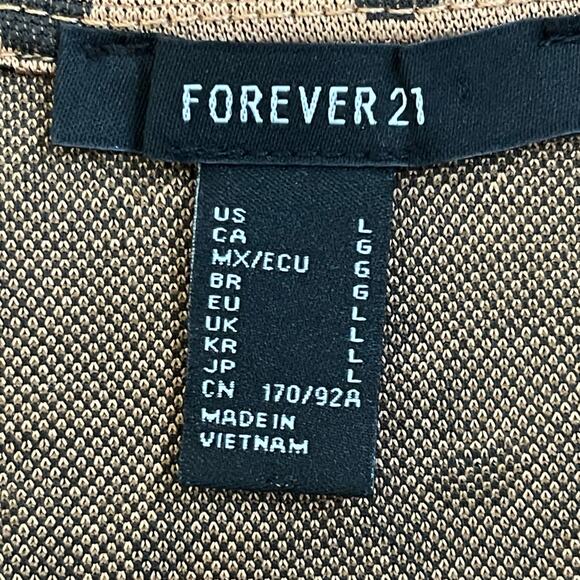 FOREVER 21
US L
CA G
MX/ECU G
BR G
EU L
UK L
KR L
JP L
CN 170/92A
MADE IN
VIETNAM